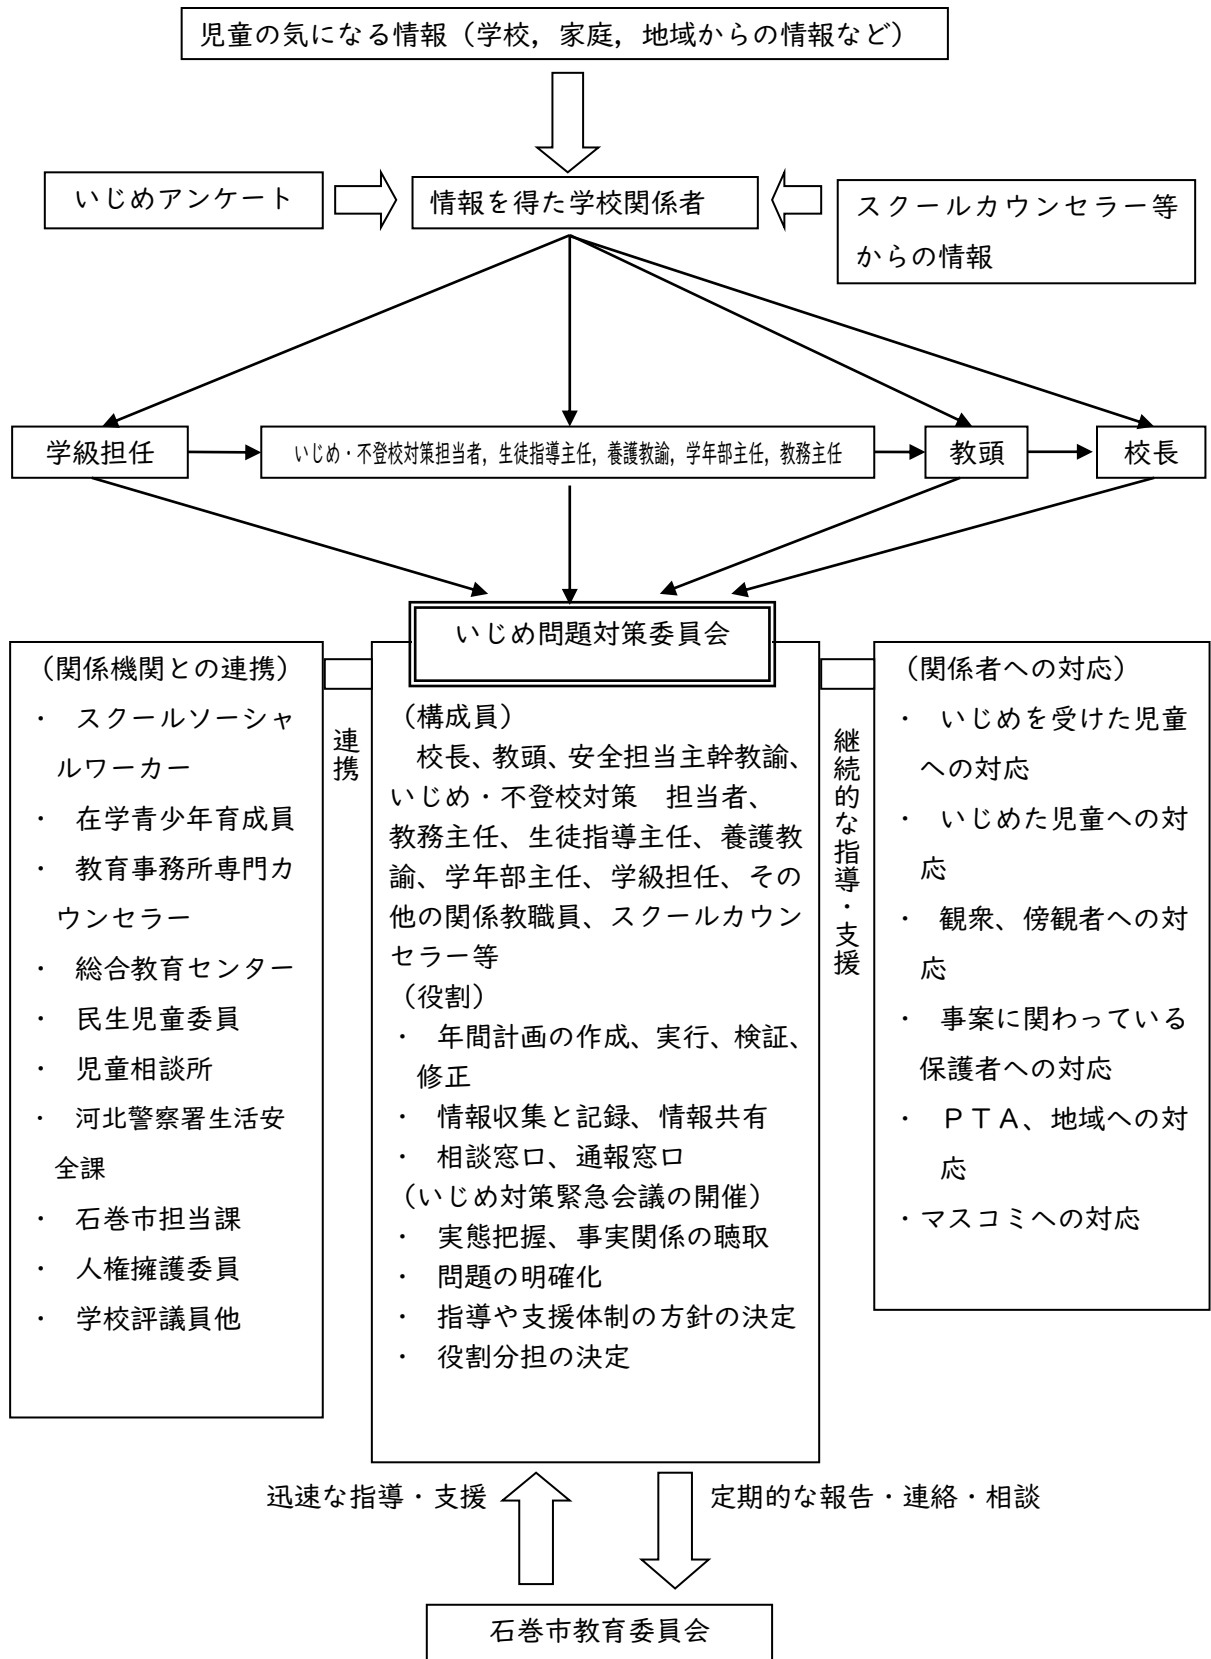 児童の気になる情報（学校，家庭，地域からの情報など）
いじめアンケート
情報を得た学校関係者
スクールカウンセラー等
からの情報
学級担任
いじめ・不登校対策担当者，生徒指導主任，養護教諭，学年部主任，教務主任
教頭
校長
いじめ問題対策委員会
（関係機関との連携）
・　スクールソーシャ
ルワーカー
・　在学青少年育成員
・　教育事務所専門カ
ウンセラー
・　総合教育センター
・　民生児童委員
・　児童相談所
・　河北警察署生活安
全課
・　石巻市担当課
・　人権擁護委員
・　学校評議員他
連携
（構成員）
校長、教頭、安全担当主幹教諭、
いじめ・不登校対策　担当者、
教務主任、生徒指導主任、養護教
諭、学年部主任、学級担任、その
他の関係教職員、スクールカウン
セラー等
（役割）
・　年間計画の作成、実行、検証、
修正
・　情報収集と記録、情報共有
・　相談窓口、通報窓口
（いじめ対策緊急会議の開催）
・　実態把握、事実関係の聴取
・　問題の明確化
・　指導や支援体制の方針の決定
・　役割分担の決定
継続的な指導・支援
（関係者への対応）
・　いじめを受けた児童
への対応
・　いじめた児童への対
応
・　観衆、傍観者への対
応
・　事案に関わっている
保護者への対応
・　ＰＴＡ、地域への対
応
・マスコミへの対応
迅速な指導・支援
定期的な報告・連絡・相談
石巻市教育委員会